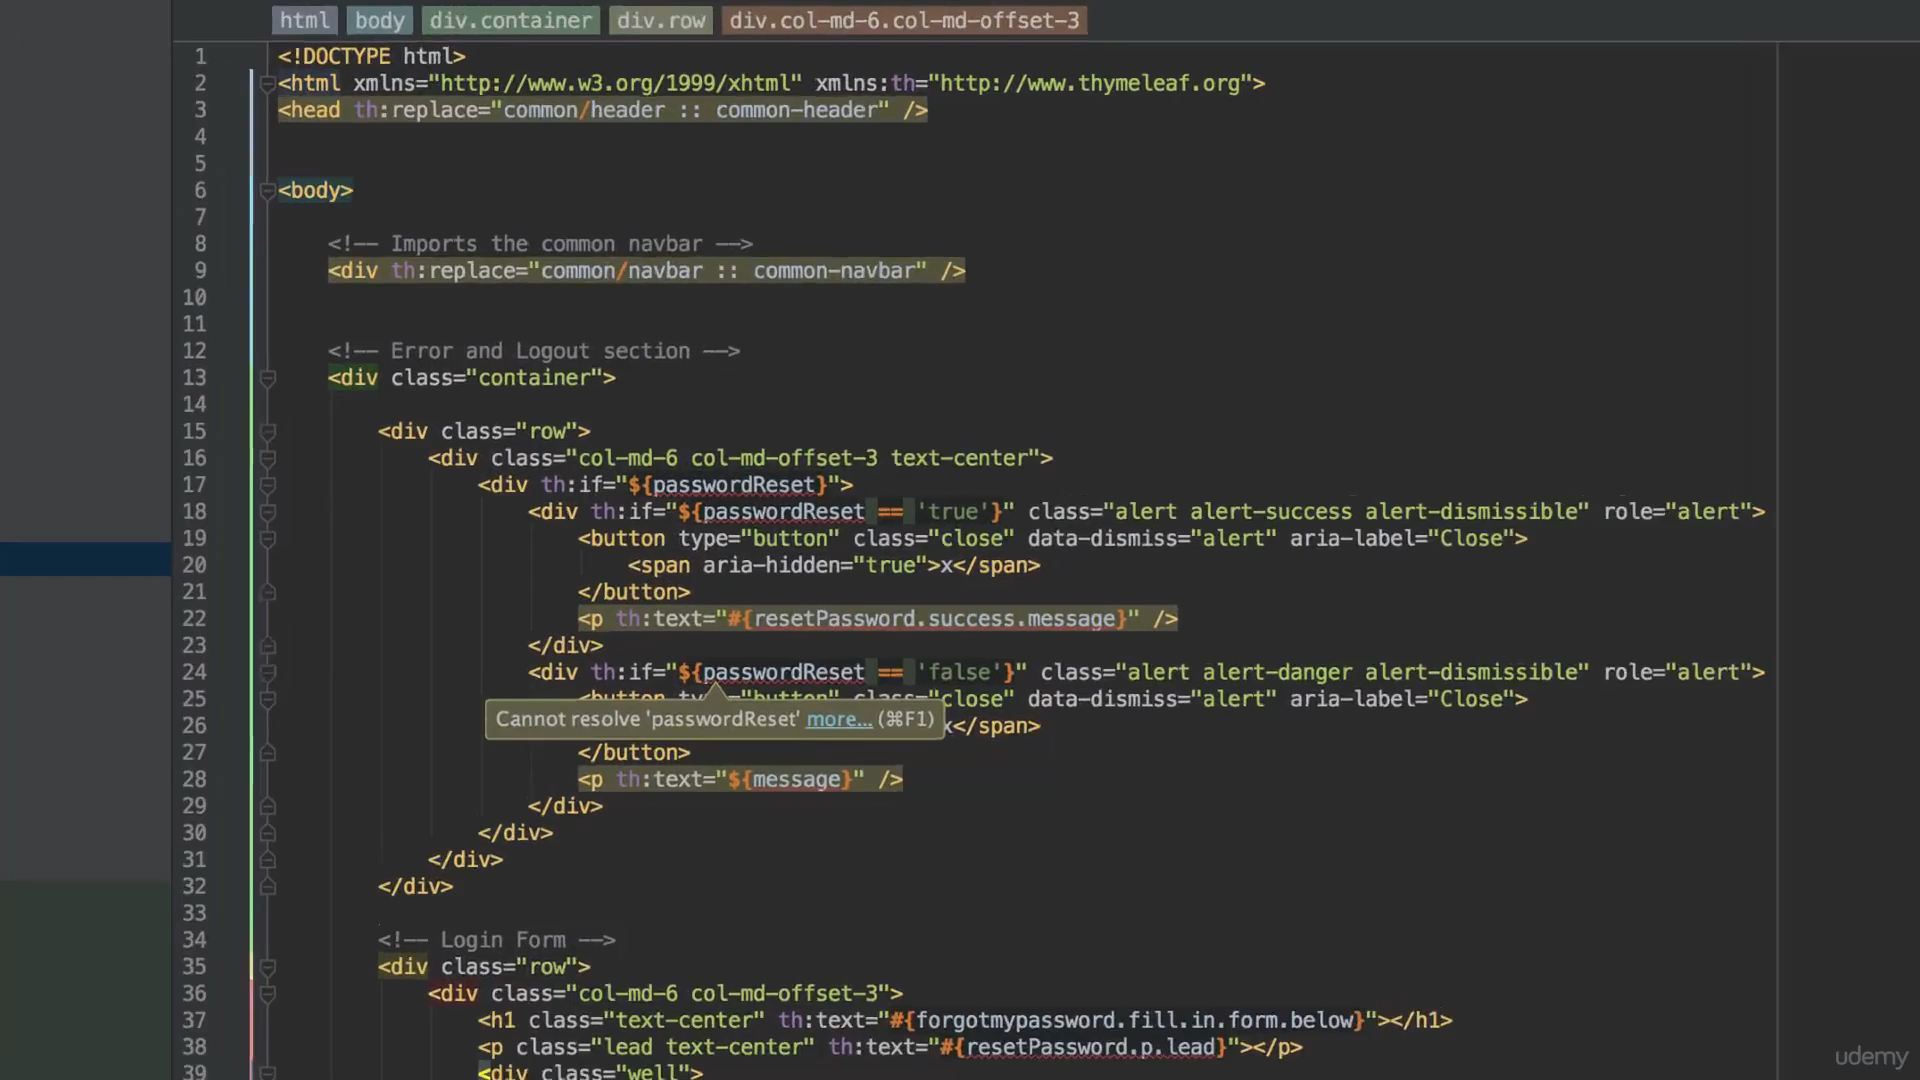 html body div.container div.row div.col-md-6.col-md-offset-3
1 <!DOCTYPE html>
2 <html xmlns="http://www.w3.org/1999/xhtml" xmlns:th="http://www.thymeleaf.org">
3 <head th:replace="common/header :: common-header" />
4
5
6 <body>
7
8 <!-- Imports the common navbar -->
9 <div th:replace="common/navbar :: common-navbar" />
10
11
12 <!-- Error and Logout section -->
13 <div class="container">
14
15 <div class="row">
16 <div class="col-md-6 col-md-offset-3 text-center">
17 <div th:if="${passwordReset}">
18 <div th:if="${passwordReset == 'true'}" class="alert alert-success alert-dismissible" role="alert">
19 <button type="button" class="close" data-dismiss="alert" aria-label="Close">
20 <span aria-hidden="true">x</span>
21 </button>
22 <p th:text="#{resetPassword.success.message}" />
23 </div>
24 <div th:if="${passwordReset == 'false'}" class="alert alert-danger alert-dismissible" role="alert">
25 <button type="button" class="close" data-dismiss="alert" aria-label="Close">
Cannot resolve 'passwordReset' more... (⌘F1)
26 x</span>
27 </button>
28 <p th:text="${message}" />
29 </div>
30 </div>
31 </div>
32 </div>
33
34 <!-- Login Form -->
35 <div class="row">
36 <div class="col-md-6 col-md-offset-3">
37 <h1 class="text-center" th:text="#{forgotmypassword.fill.in.form.below}"></h1>
38 <p class="lead text-center" th:text="#{resetPassword.p.lead}"></p>
39 <div class="well">
udemy